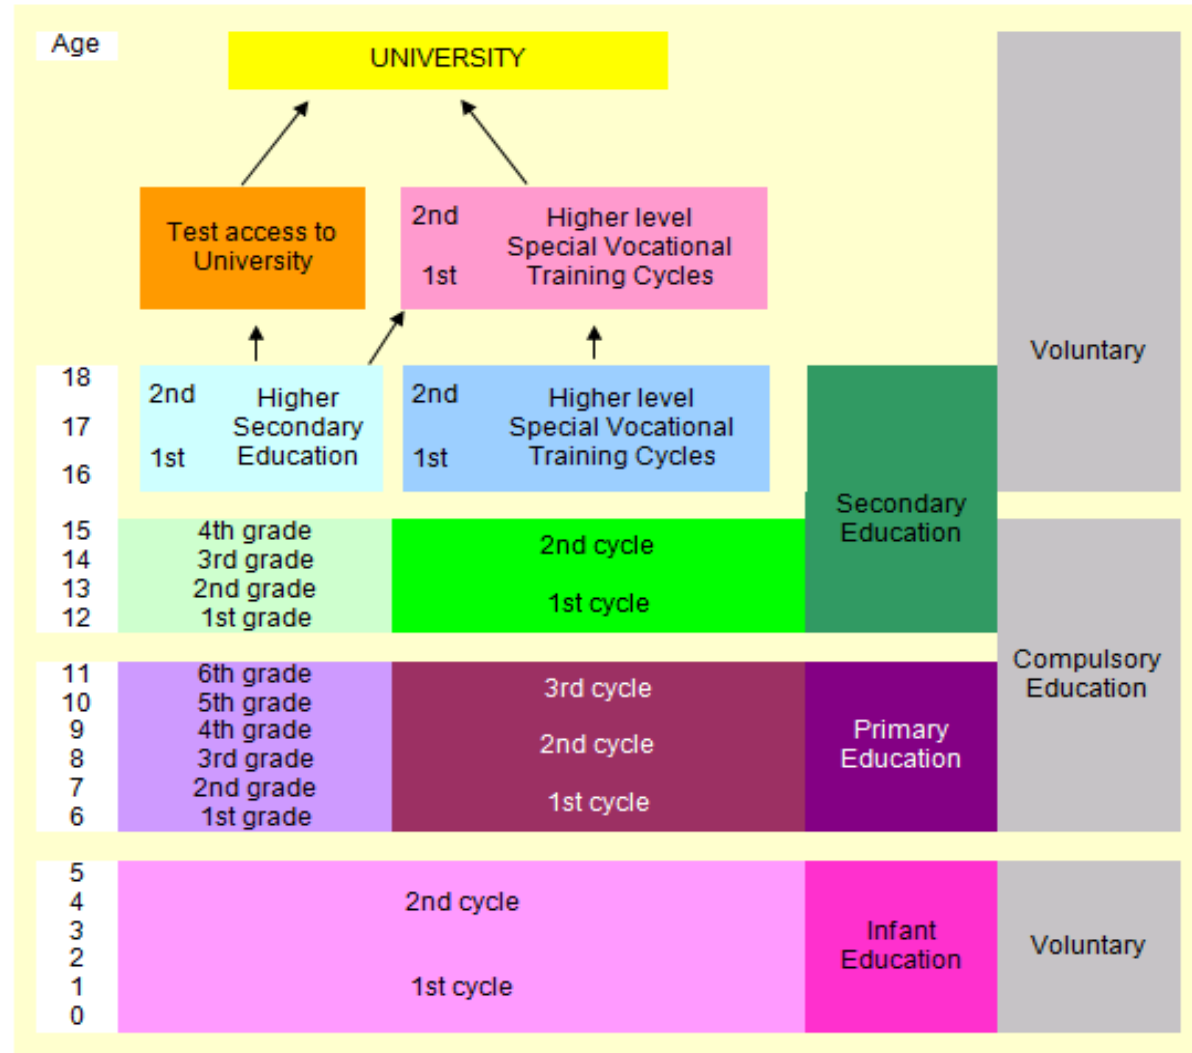 Age
UNIVERSITY
Test access to
University
2nd
1st
Higher level
Special Vocational
Training Cycles
Voluntary
18
17
16
2nd
1st
Higher
Secondary
Education
2nd
1st
Higher level
Special Vocational
Training Cycles
Secondary
Education
15
14
13
12
4th grade
3rd grade
2nd grade
1st grade
2nd cycle
1st cycle
Compulsory
Education
11
10
9
8
7
6
6th grade
5th grade
4th grade
3rd grade
2nd grade
1st grade
3rd cycle
2nd cycle
1st cycle
Primary
Education
5
4
3
2
1
0
2nd cycle
1st cycle
Infant
Education
Voluntary